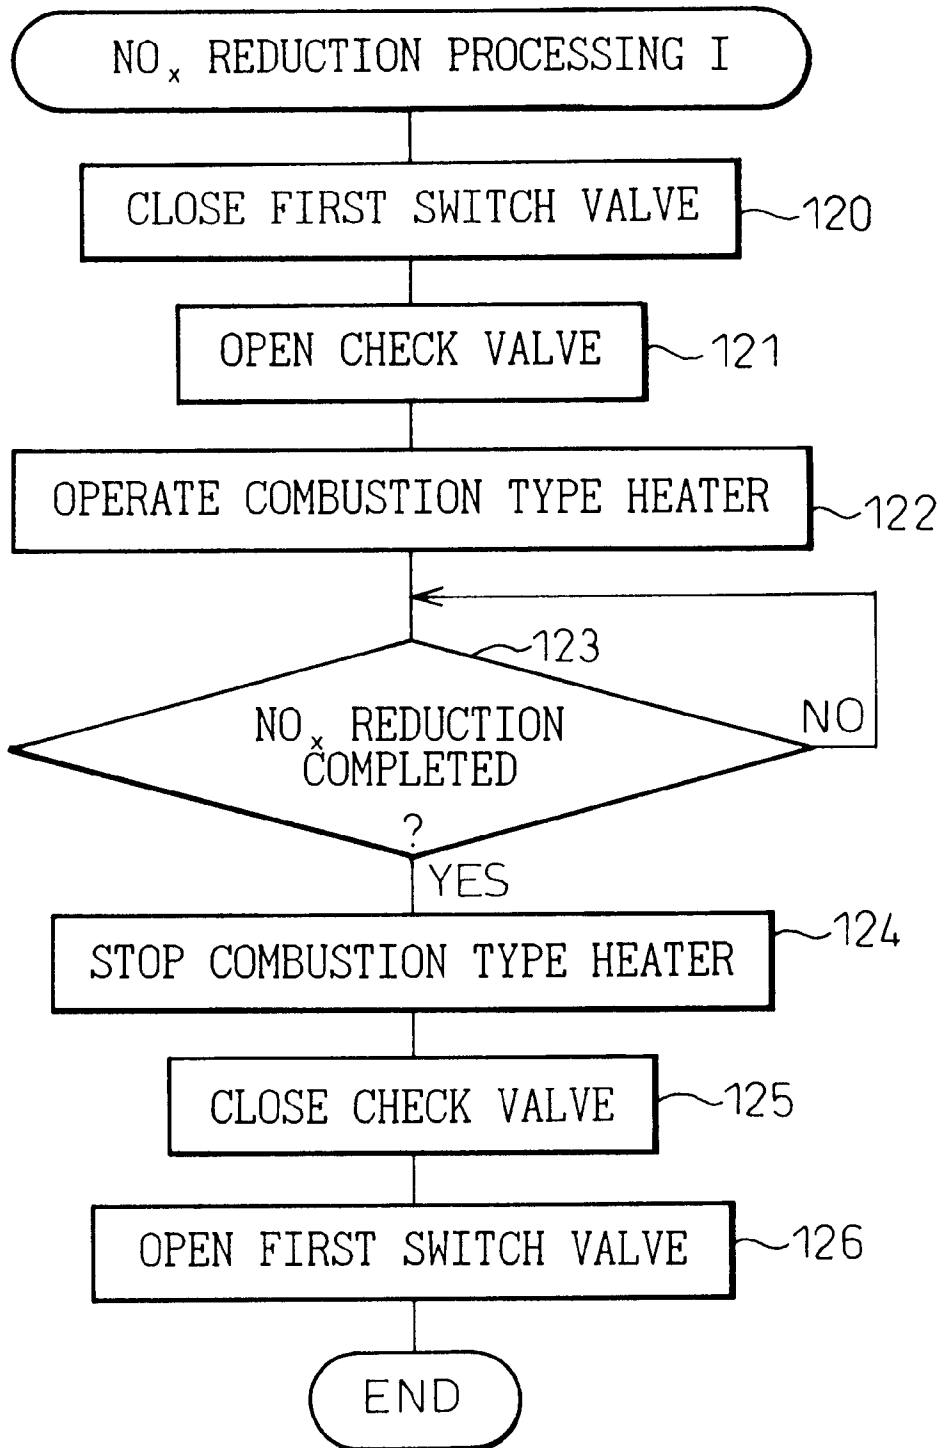 NOx REDUCTION PROCESSING I
CLOSE FIRST SWITCH VALVE
120
OPEN CHECK VALVE
121
OPERATE COMBUSTION TYPE HEATER
122
123
NOx REDUCTION
COMPLETED
?
NO
YES
STOP COMBUSTION TYPE HEATER
124
CLOSE CHECK VALVE
125
OPEN FIRST SWITCH VALVE
126
END